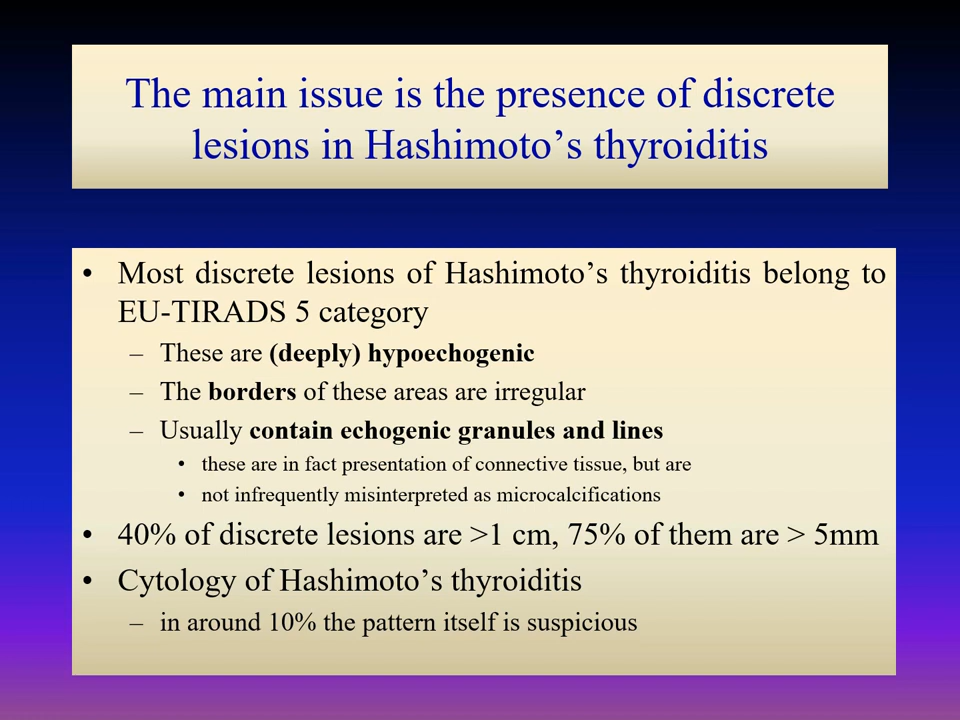 The main issue is the presence of discrete
lesions in Hashimoto’s thyroiditis
• Most discrete lesions of Hashimoto’s thyroiditis belong to
EU-TIRADS 5 category
– These are (deeply) hypoechogenic
– The borders of these areas are irregular
– Usually contain echogenic granules and lines
• these are in fact presentation of connective tissue, but are
• not infrequently misinterpreted as microcalcifications
• 40% of discrete lesions are >1 cm, 75% of them are > 5mm
• Cytology of Hashimoto’s thyroiditis
– in around 10% the pattern itself is suspicious